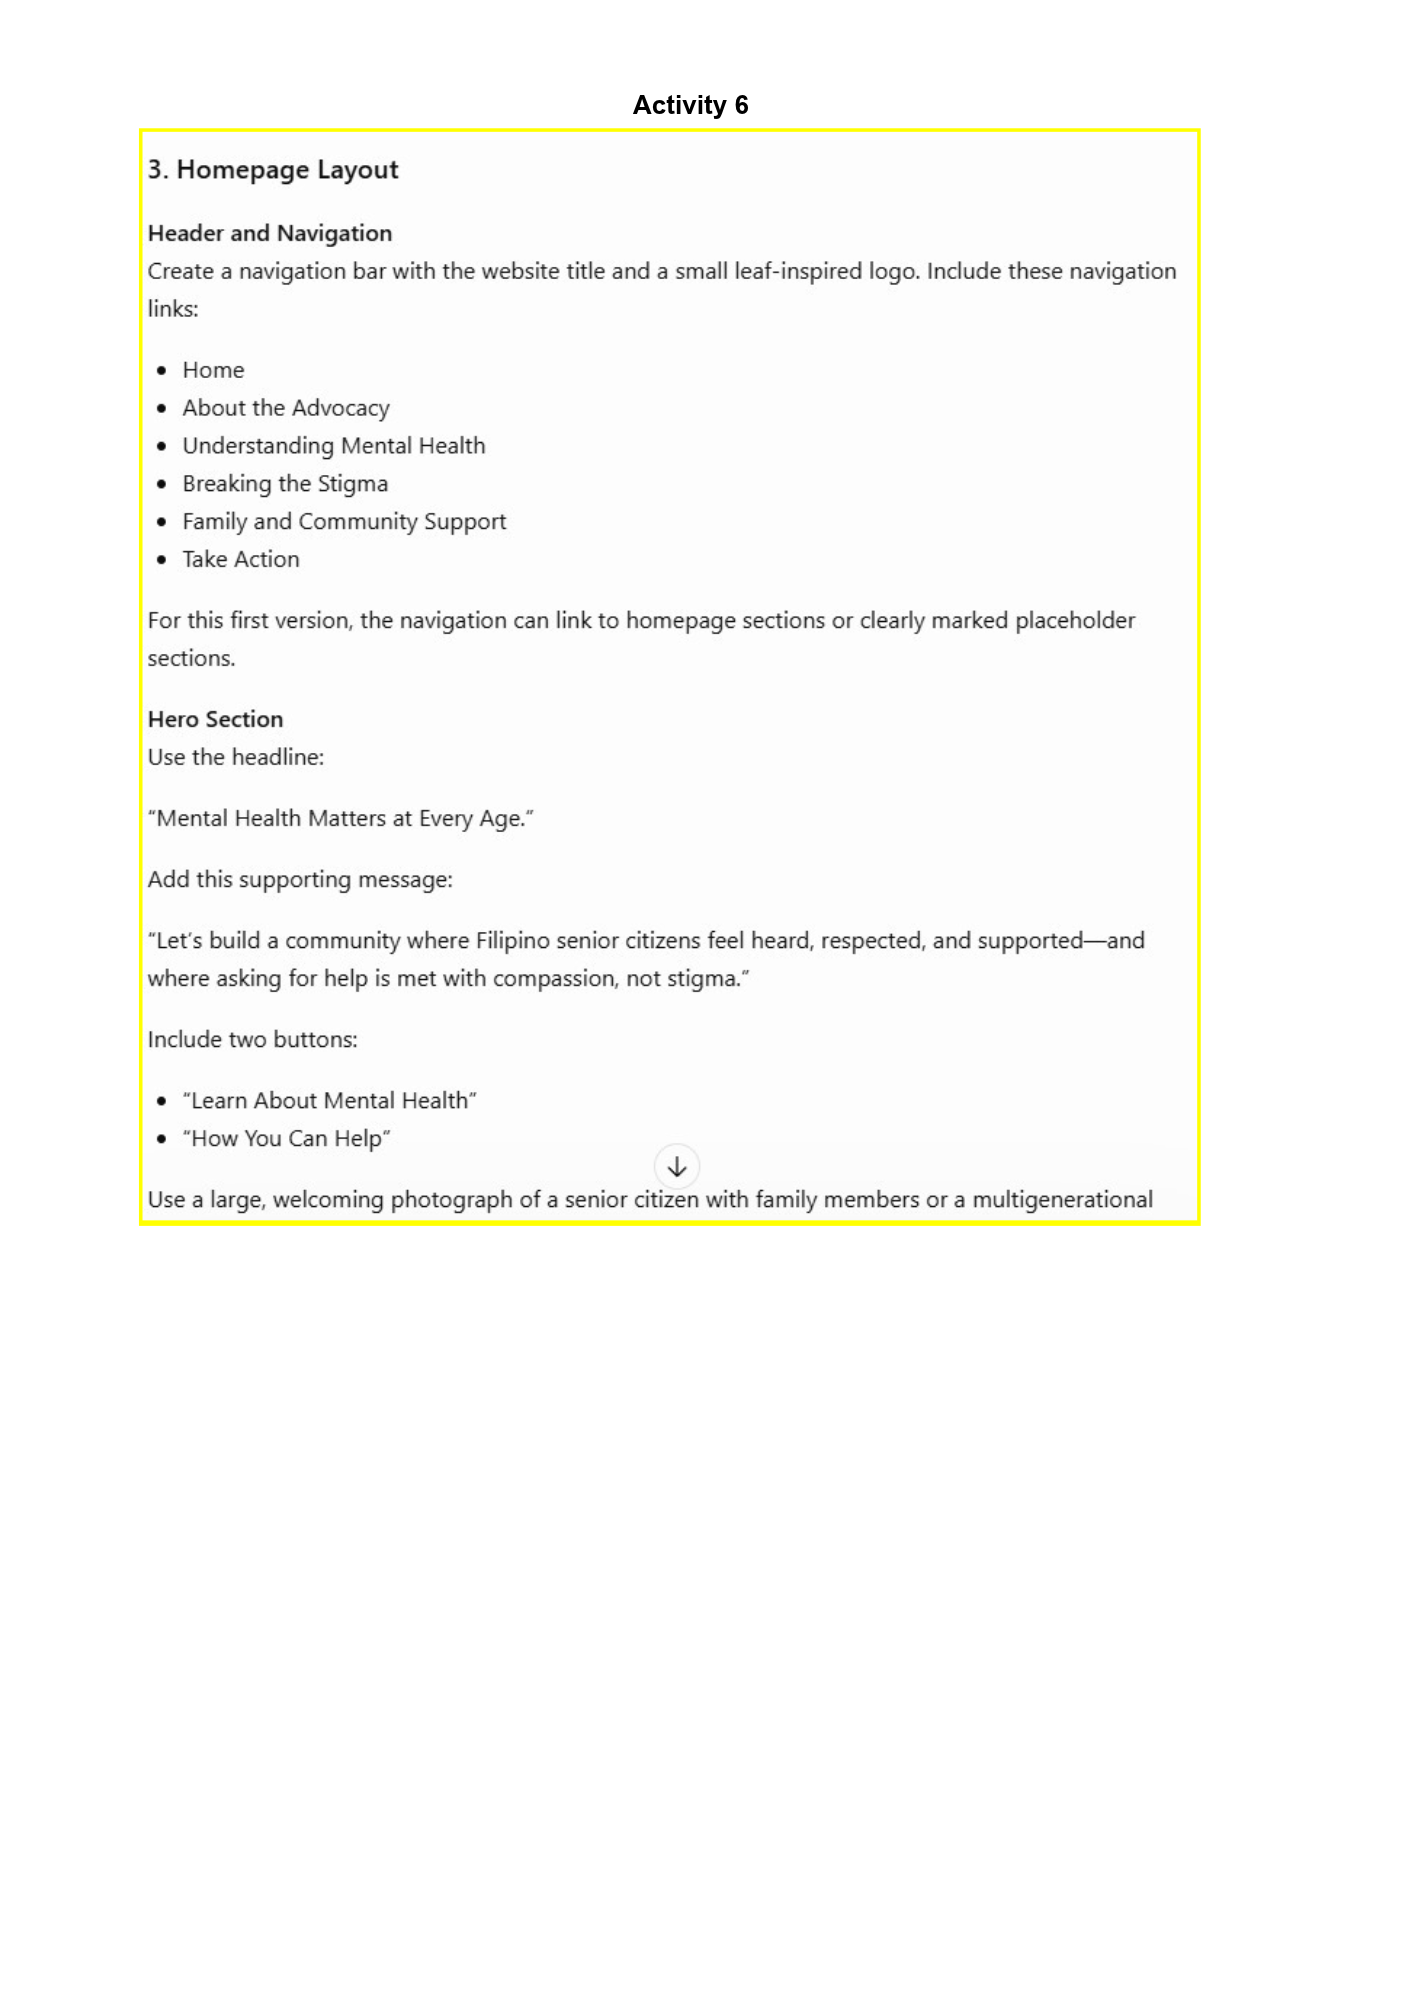 Activity 6
3. Homepage Layout
Header and Navigation
Create a navigation bar with the website title and a small leaf-inspired logo. Include these navigation
links:
• Home
• About the Advocacy
• Understanding Mental Health
• Breaking the Stigma
• Family and Community Support
• Take Action
For this first version, the navigation can link to homepage sections or clearly marked placeholder
sections.
Hero Section
Use the headline:
“Mental Health Matters at Every Age.”
Add this supporting message:
“Let’s build a community where Filipino senior citizens feel heard, respected, and supported—and
where asking for help is met with compassion, not stigma.”
Include two buttons:
• “Learn About Mental Health”
• “How You Can Help”
Use a large, welcoming photograph of a senior citizen with family members or a multigenerational